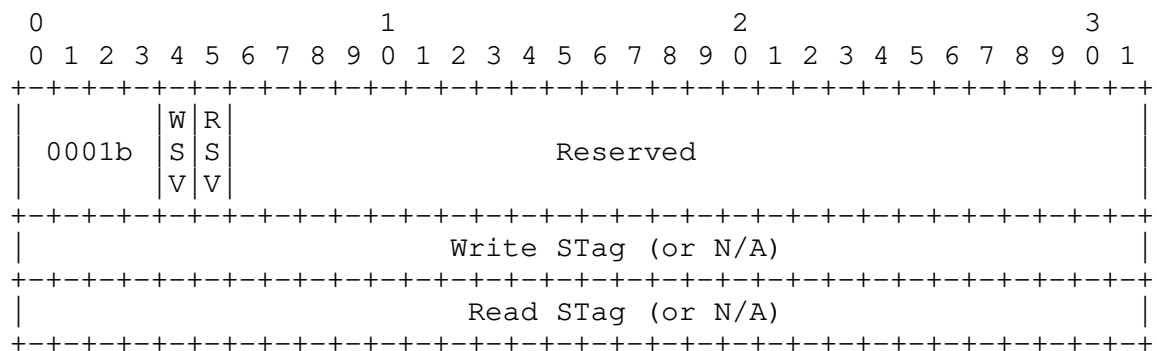 0                   1                   2                   3
 0 1 2 3 4 5 6 7 8 9 0 1 2 3 4 5 6 7 8 9 0 1 2 3 4 5 6 7 8 9 0 1
+-+-+-+-+-+-+-+-+-+-+-+-+-+-+-+-+-+-+-+-+-+-+-+-+-+-+-+-+-+-+-+-+
|       |W|R|                                                   |
| 0001b |S|S|                  Reserved                         |
|       |V|V|                                                   |
+-+-+-+-+-+-+-+-+-+-+-+-+-+-+-+-+-+-+-+-+-+-+-+-+-+-+-+-+-+-+-+-+
|                       Write STag (or N/A)                     |
+-+-+-+-+-+-+-+-+-+-+-+-+-+-+-+-+-+-+-+-+-+-+-+-+-+-+-+-+-+-+-+-+
|                        Read STag (or N/A)                     |
+-+-+-+-+-+-+-+-+-+-+-+-+-+-+-+-+-+-+-+-+-+-+-+-+-+-+-+-+-+-+-+-+